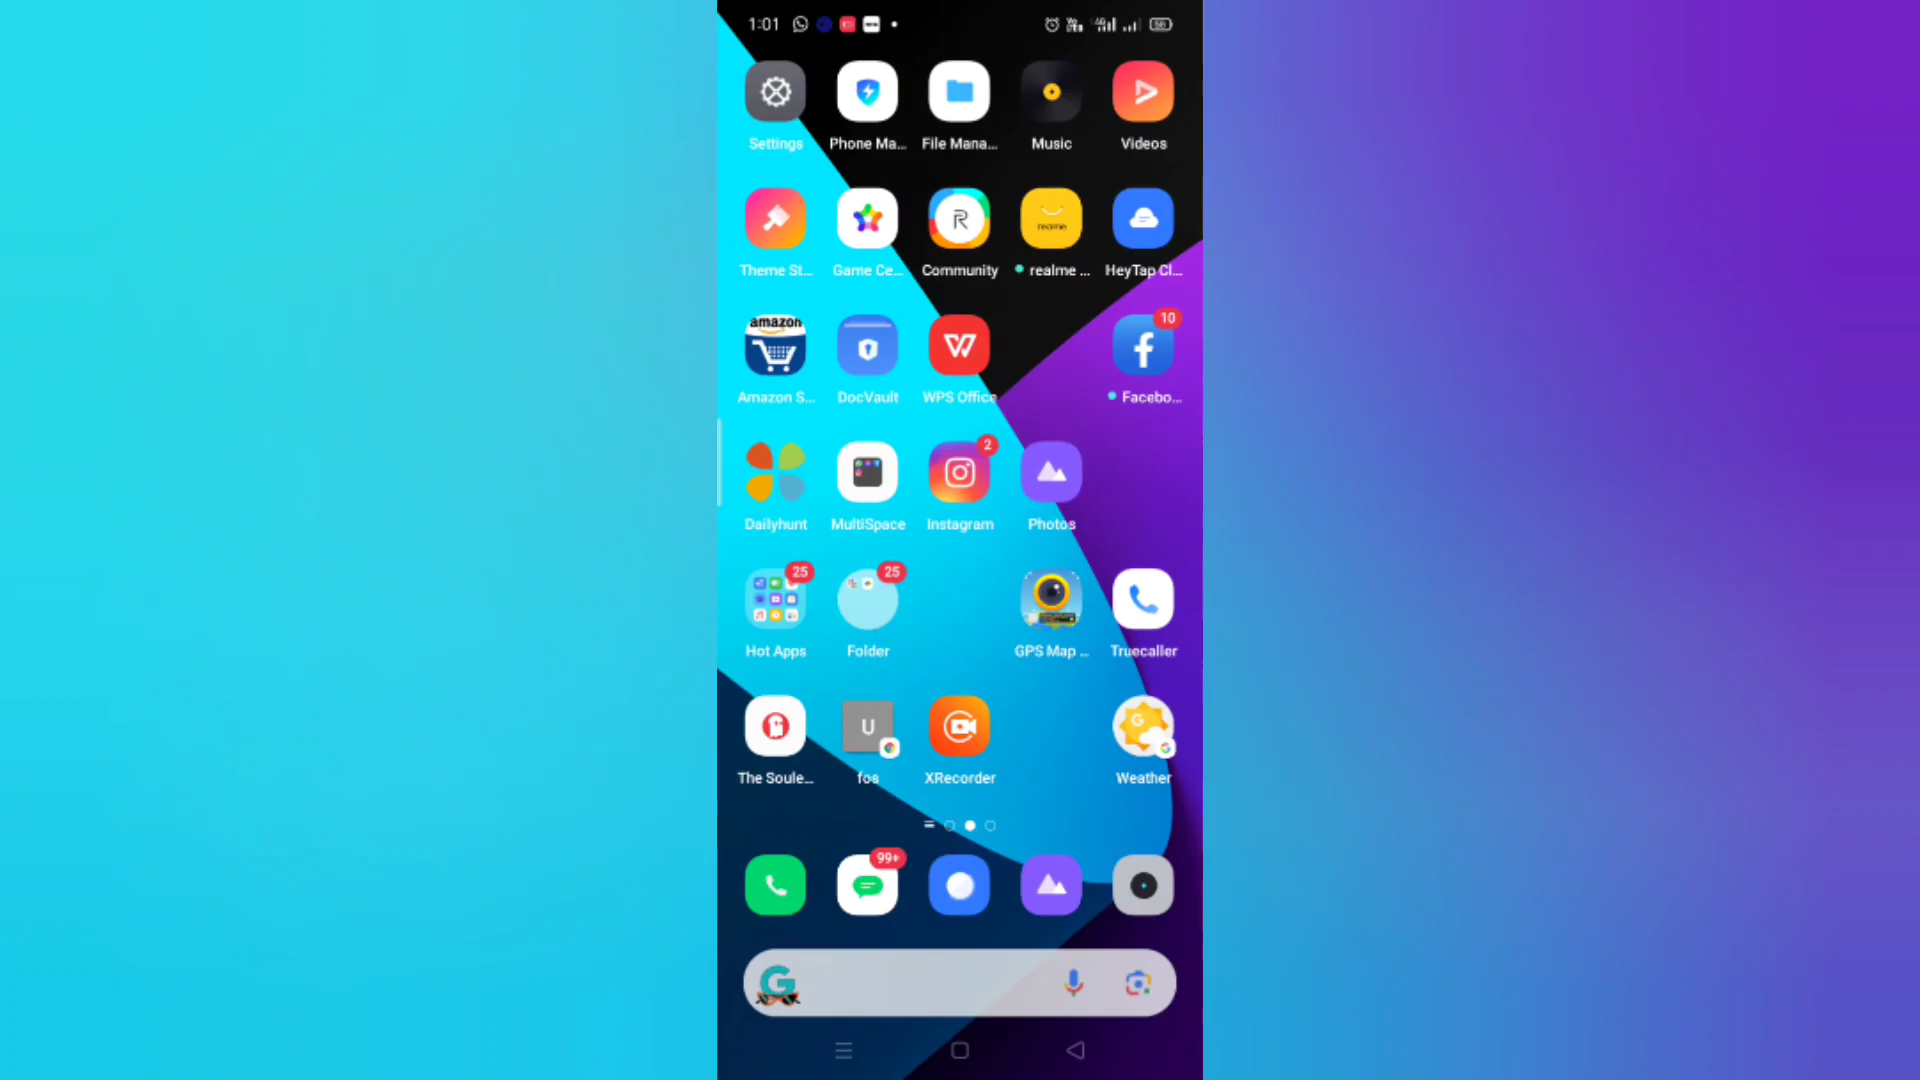 1:01 56
Settings Phone Ma... File Mana... Music Videos
realme
Theme St... Game Ce... Community realme ... HeyTap Cl...
amazon 10
Amazon S... DocVault WPS Office Facebo...
2
Dailyhunt MultiSpace Instagram Photos
25 25
Hot Apps Folder GPS Map ... Truecaller
U
The Soule... fos XRecorder Weather
99+
G